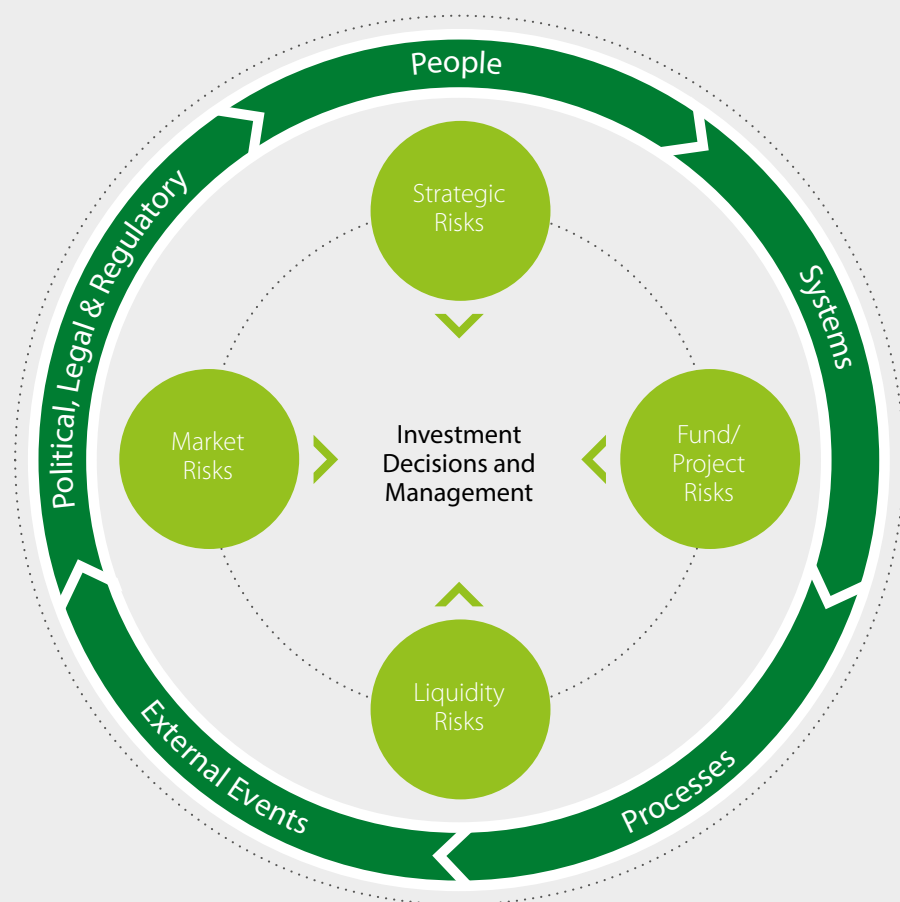 People
Strategic
Risks
Political, Legal & Regulatory
Systems
Market
Risks
Investment
Decisions and
Management
Fund/
Project
Risks
Liquidity
Risks
External Events
Processes